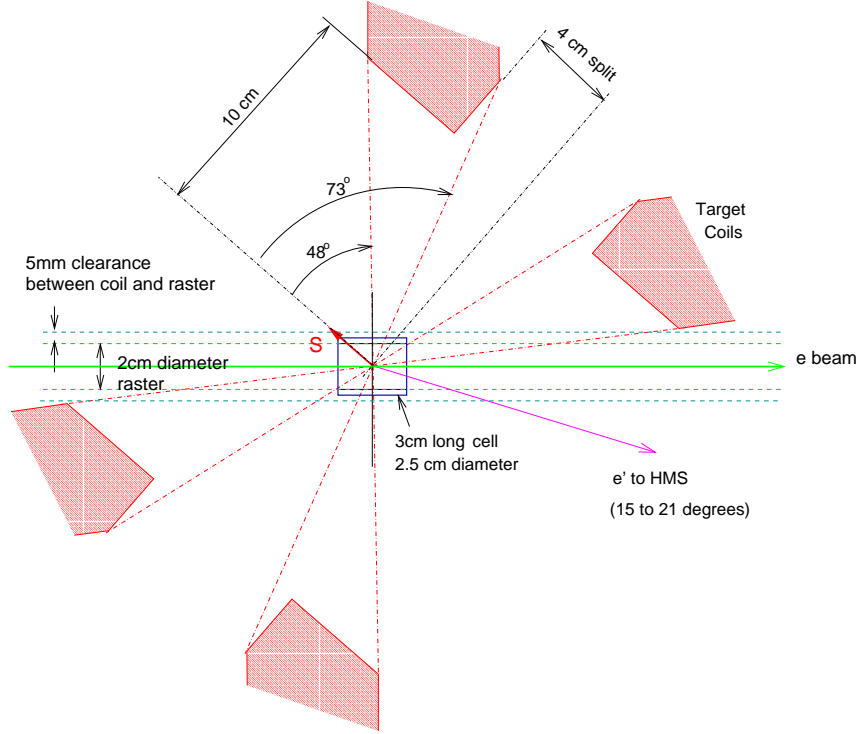 4 cm split
10 cm
73°
48°
Target
Coils
5mm clearance
between coil and raster
S
2cm diameter
raster
e beam
3cm long cell
2.5 cm diameter
e' to HMS
(15 to 21 degrees)